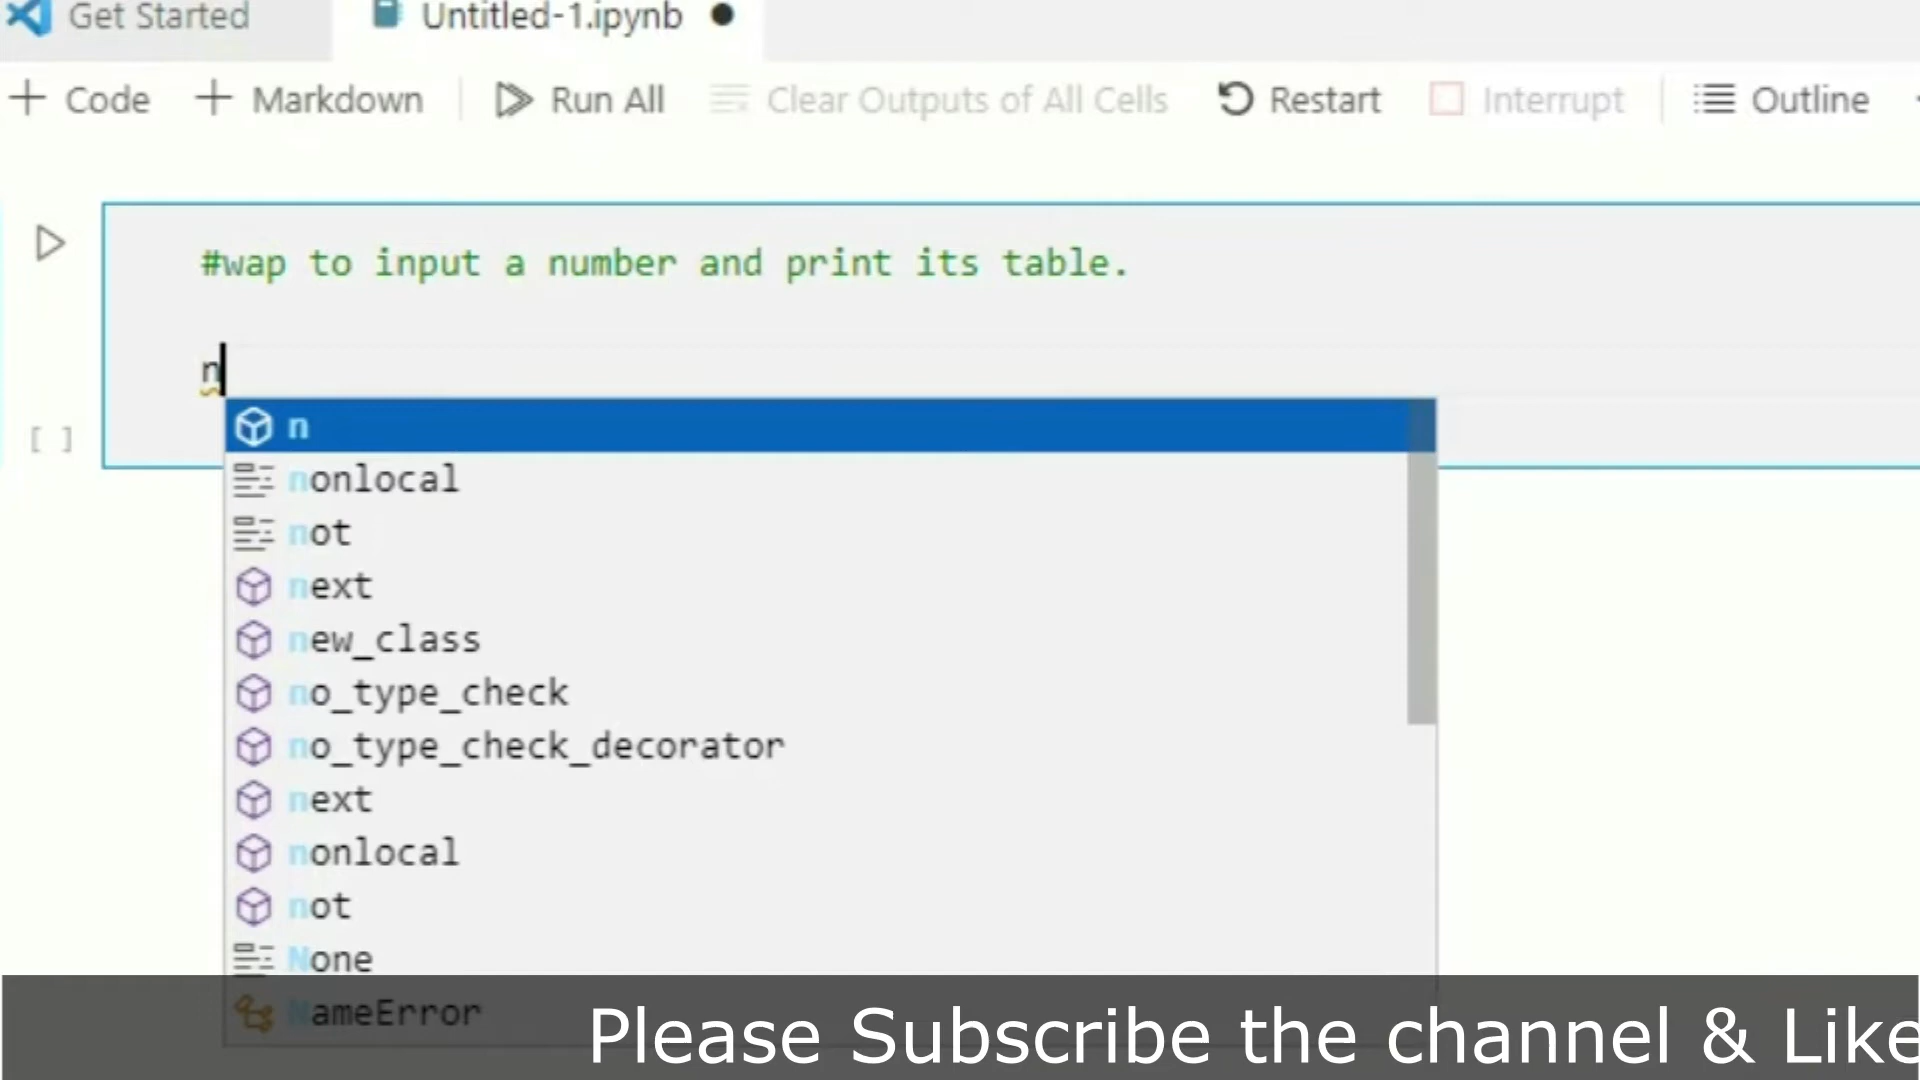 Get Started Untitled-1.ipynb
Code Markdown Run All Clear Outputs of All Cells Restart Interrupt Outline
#wap to input a number and print its table.
n
[ ]
n
nonlocal
not
next
new_class
no_type_check
no_type_check_decorator
next
nonlocal
not
None
NameError
Please Subscribe the channel & Like